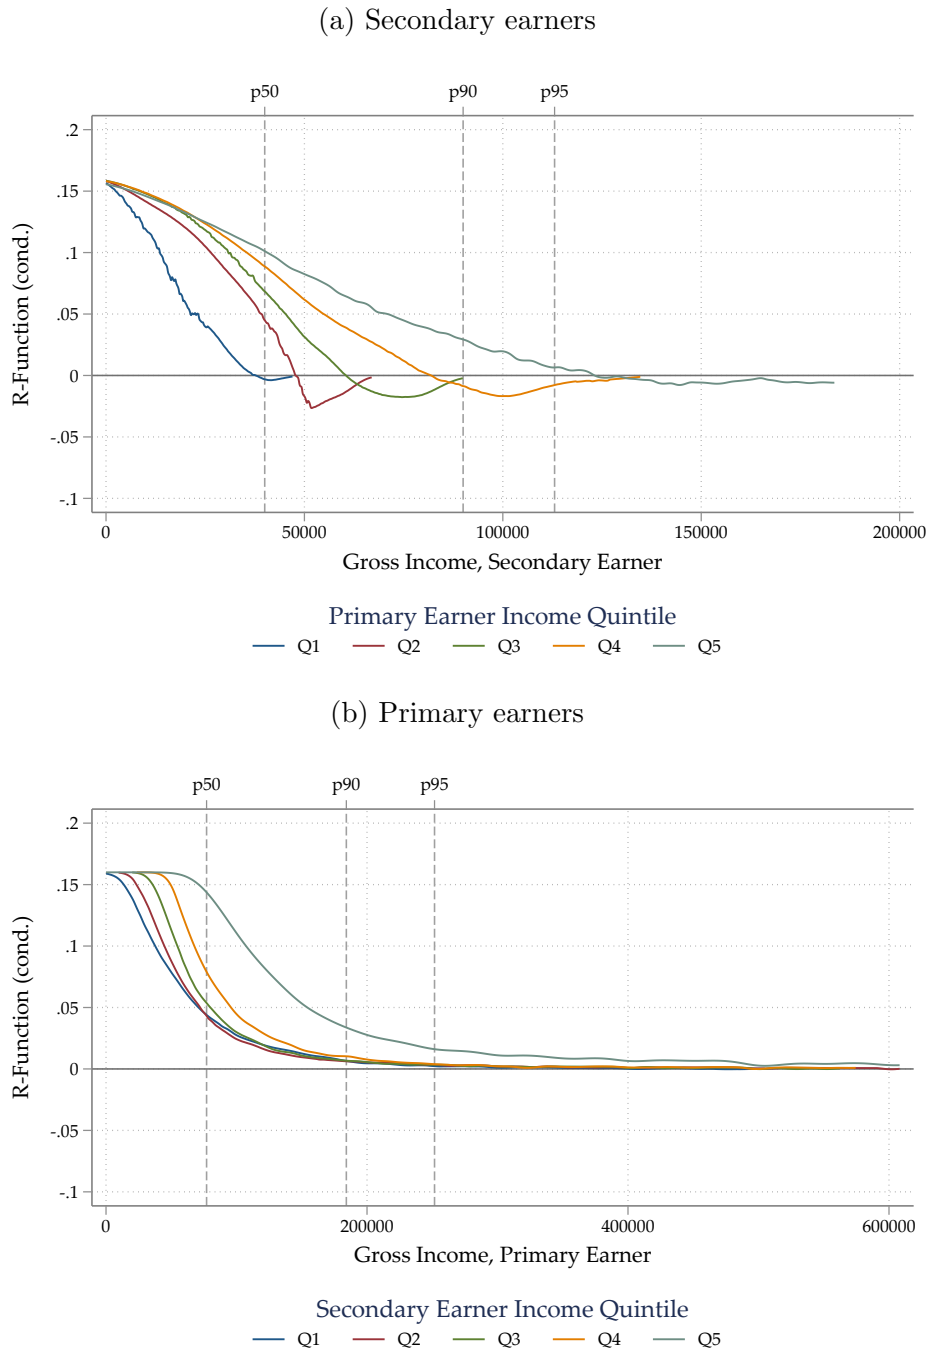 (a) Secondary earners
p50 p90 p95
.2
.15
.1
.05
0
-.05
-.1
R-Function (cond.)
0 50000 100000 150000 200000
Gross Income, Secondary Earner
Primary Earner Income Quintile
Q1 Q2 Q3 Q4 Q5
(b) Primary earners
p50 p90 p95
.2
.15
.1
.05
0
-.05
-.1
R-Function (cond.)
0 200000 400000 600000
Gross Income, Primary Earner
Secondary Earner Income Quintile
Q1 Q2 Q3 Q4 Q5